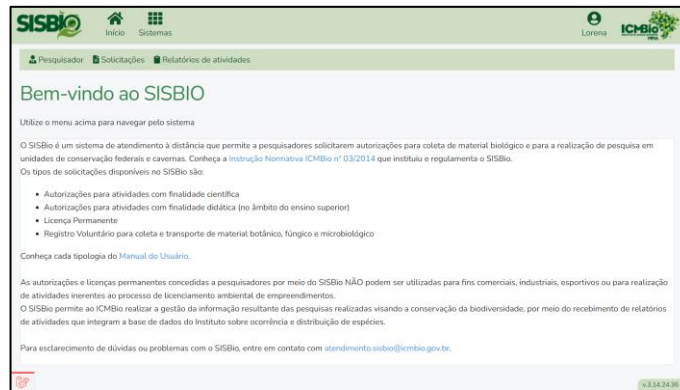 SISBIO
Início
Sistemas
Lorena
ICMBio
MMA
Pesquisador Solicitações Relatórios de atividades
Bem-vindo ao SISBIO
Utilize o menu acima para navegar pelo sistema
O SISBio é um sistema de atendimento à distância que permite a pesquisadores solicitarem autorizações para coleta de material biológico e para a realização de pesquisa em
unidades de conservação federais e cavernas. Conheça a Instrução Normativa ICMBio n° 03/2014 que instituiu e regulamenta o SISBio.
Os tipos de solicitações disponíveis no SISBio são:
• Autorizações para atividades com finalidade científica
• Autorizações para atividades com finalidade didática (no âmbito do ensino superior)
• Licença Permanente
• Registro Voluntário para coleta e transporte de material botânico, fúngico e microbiológico
Conheça cada tipologia do Manual do Usuário.
As autorizações e licenças permanentes concedidas a pesquisadores por meio do SISBio NÃO podem ser utilizadas para fins comerciais, industriais, esportivos ou para realização
de atividades inerentes ao processo de licenciamento ambiental de empreendimentos.
O SISBio permite ao ICMBio realizar a gestão da informação resultante das pesquisas realizadas visando a conservação da biodiversidade, por meio do recebimento de relatórios
de atividades que integram a base de dados do Instituto sobre ocorrência e distribuição de espécies.
Para esclarecimento de dúvidas ou problemas com o SISBio, entre em contato com atendimento.sisbio@icmbio.gov.br.
v.3.14.24.36